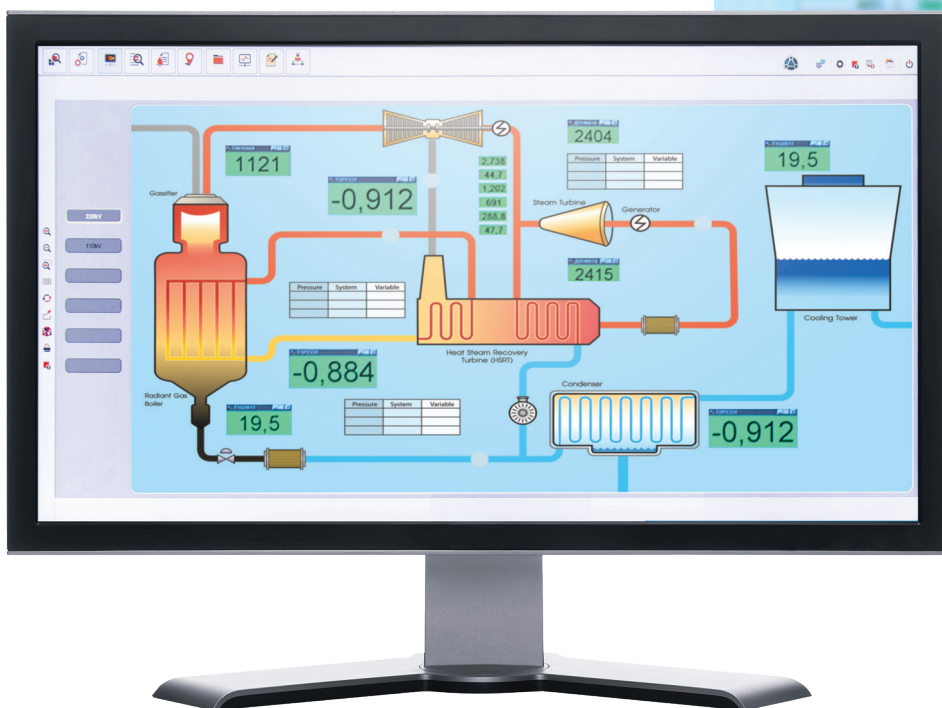 2404
1121
Pressure System Variable
19,5
2,738
44,7
1,202
691
288,8
47,7
-0,912
Gassifier
Steam Turbine
Generator
220kV
110kV
2415
Pressure System Variable
Cooling Tower
Heat Steam Recovery
Turbine (HSRT)
-0,884
Condenser
Radiant Gas
Boiler
Pressure System Variable
19,5
-0,912